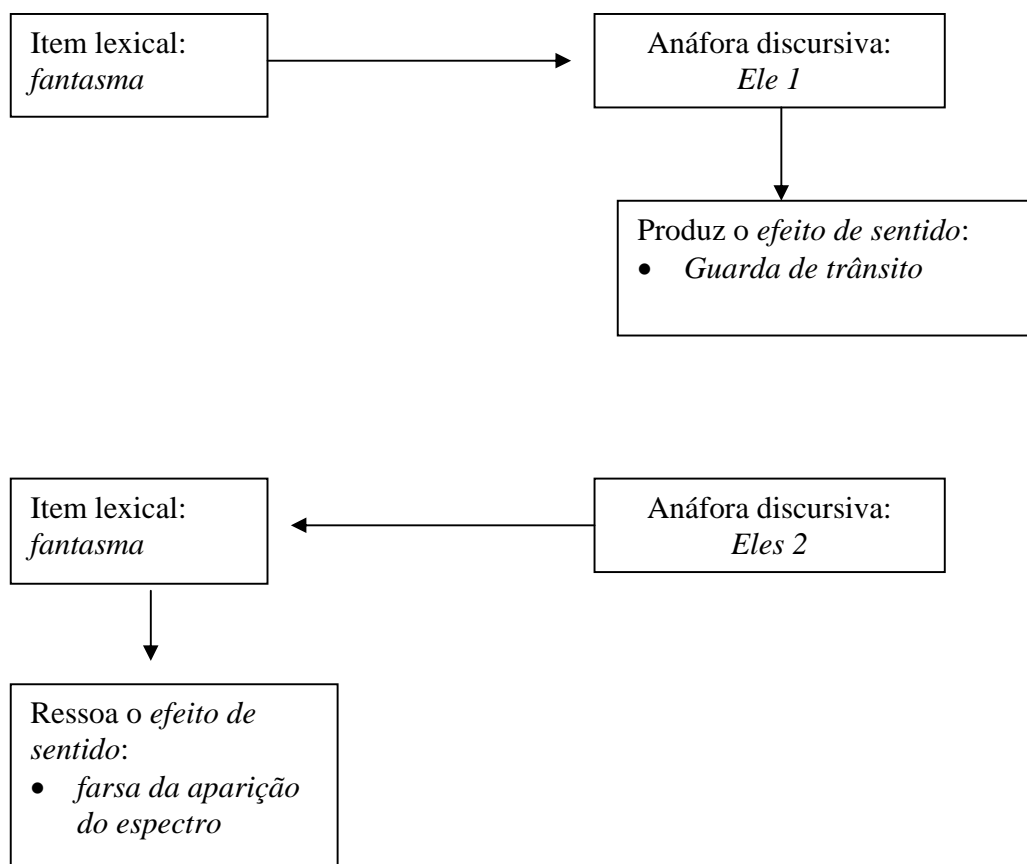 Item lexical:
fantasma
Anáfora discursiva:
Ele 1
Produz o efeito de sentido:
• Guarda de trânsito
Item lexical:
fantasma
Anáfora discursiva:
Eles 2
Ressoa o efeito de
sentido:
• farsa da aparição
do espectro